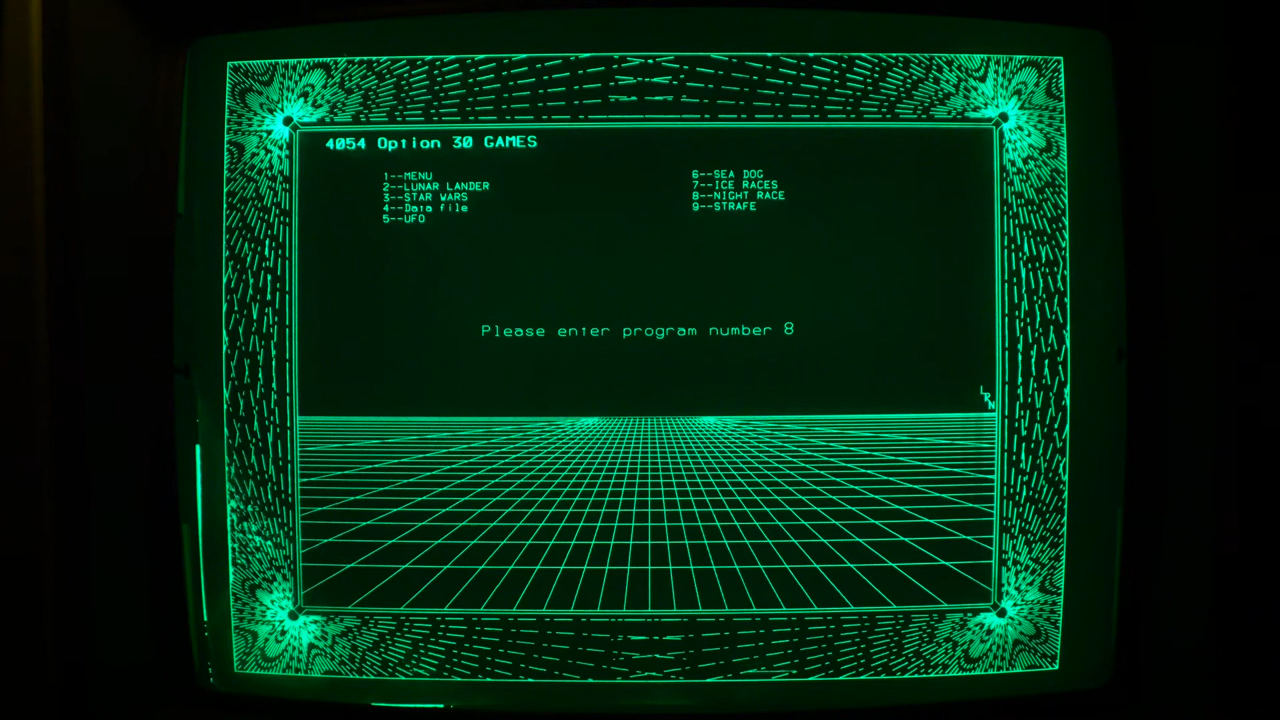 4054 Option 30 GAMES
1--MENU
2--LUNAR LANDER
3--STAR WARS
4--Data file
5--UFO
6--SEA DOG
7--ICE RACES
8--NIGHT RACE
9--STRAFE
Please enter program number 8
LRN